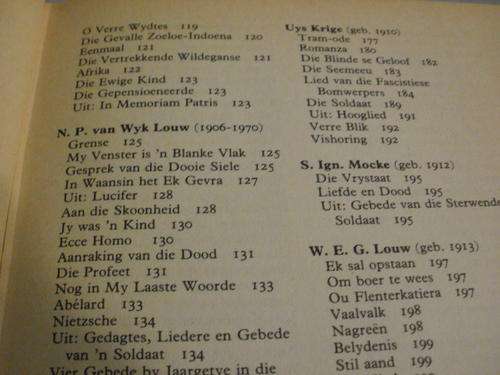 O Verre Wydtes 119
Die Gevalle Zoeloe-Indoena 120
Eenmaal 121
Die Vertrekkende Wildeganse 121
Afrika 122
Die Ewige Kind 123
Die Gepensioeneerde 123
Uit: In Memoriam Patris 123
N. P. van Wyk Louw (1906-1970)
Grense 125
My Venster is 'n Blanke Vlak 125
Gesprek van die Dooie Siele 125
In Waansin het Ek Gevra 127
Uit: Lucifer 128
Aan die Skoonheid 128
Jy was 'n Kind 130
Ecce Homo 130
Aanraking van die Dood 131
Die Profeet 131
Nog in My Laaste Woorde 133
Abélard 133
Nietzsche 134
Uit: Gedagtes, Liedere en Gebede
van 'n Soldaat 134
Vier Gebede by Jaargetye in die
Uys Krige (geb. 1910)
Tram-ode 177
Romanza 180
Die Blinde se Geloof 182
Die Seemeeu 183
Lied van die Fascistiese
Bomwerpers 184
Die Soldaat 189
Uit: Hooglied 191
Verre Blik 192
Vishoring 192
S. Ign. Mocke (geb. 1912)
Die Vrystaat 195
Liefde en Dood 195
Uit: Gebede van die Sterwende
Soldaat 195
W. E. G. Louw (geb. 1913)
Ek sal opstaan 197
Om boer te wees 197
Ou Flenterkatiera 197
Vaalvalk 198
Nagreën 198
Belydenis 199
Stil aand 199